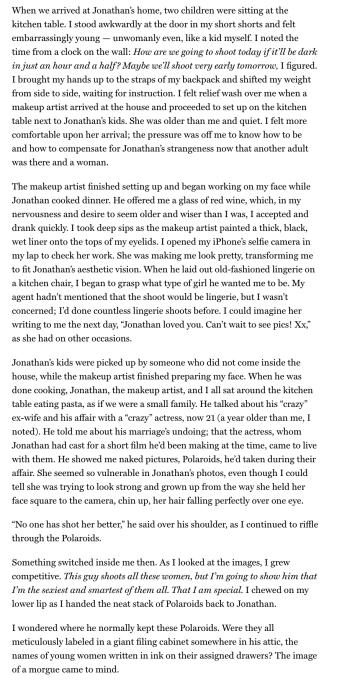 When we arrived at Jonathan's home, two children were sitting at the
kitchen table. I stood awkwardly at the door in my short shorts and felt
embarrassingly young — unwomanly even, like a kid myself. I noted the
time from a clock on the wall: How are we going to shoot today if it'll be dark
in just an hour and a half? Maybe we'll shoot very early tomorrow, I figured.
I brought my hands up to the straps of my backpack and shifted my weight
from side to side, waiting for instruction. I felt relief wash over me when a
makeup artist arrived at the house and proceeded to set up on the kitchen
table next to Jonathan's kids. She was older than me and quiet. I felt more
comfortable upon her arrival; the pressure was off me to know how to be
and how to compensate for Jonathan's strangeness now that another adult
was there and a woman.
The makeup artist finished setting up and began working on my face while
Jonathan cooked dinner. He offered me a glass of red wine, which, in my
nervousness and desire to seem older and wiser than I was, I accepted and
drank quickly. I took deep sips as the makeup artist painted a thick, black,
wet liner onto the tops of my eyelids. I opened my iPhone's selfie camera in
my lap to check her work. She was making me look pretty, transforming me
to fit Jonathan's aesthetic vision. When he laid out old-fashioned lingerie on
a kitchen chair, I began to grasp what type of girl he wanted me to be. My
agent hadn't mentioned that the shoot would be lingerie, but I wasn't
concerned; I'd done countless lingerie shoots before. I could imagine her
writing to me the next day, "Jonathan loved you. Can't wait to see pics! Xx,"
as she had on other occasions.
Jonathan's kids were picked up by someone who did not come inside the
house, while the makeup artist finished preparing my face. When he was
done cooking, Jonathan, the makeup artist, and I all sat around the kitchen
table eating pasta, as if we were a small family. He talked about his "crazy"
ex-wife and his affair with a "crazy" actress, now 21 (a year older than me, I
noted). He told me about his marriage's undoing; that the actress, whom
Jonathan had cast for a short film he'd been making at the time, came to live
with them. He showed me naked pictures, Polaroids, he'd taken during their
affair. She seemed so vulnerable in Jonathan's photos, even though I could
tell she was trying to look strong and grown up from the way she held her
face square to the camera, chin up, her hair falling perfectly over one eye.
"No one has shot her better," he said over his shoulder, as I continued to riffle
through the Polaroids.
Something switched inside me then. As I looked at the images, I grew
competitive. This guy shoots all these women, but I'm going to show him that
I'm the sexiest and smartest of them all. That I am special. I chewed on my
lower lip as I handed the neat stack of Polaroids back to Jonathan.
I wondered where he normally kept these Polaroids. Were they all
meticulously labeled in a giant filing cabinet somewhere in his attic, the
names of young women written in ink on their assigned drawers? The image
of a morgue came to mind.